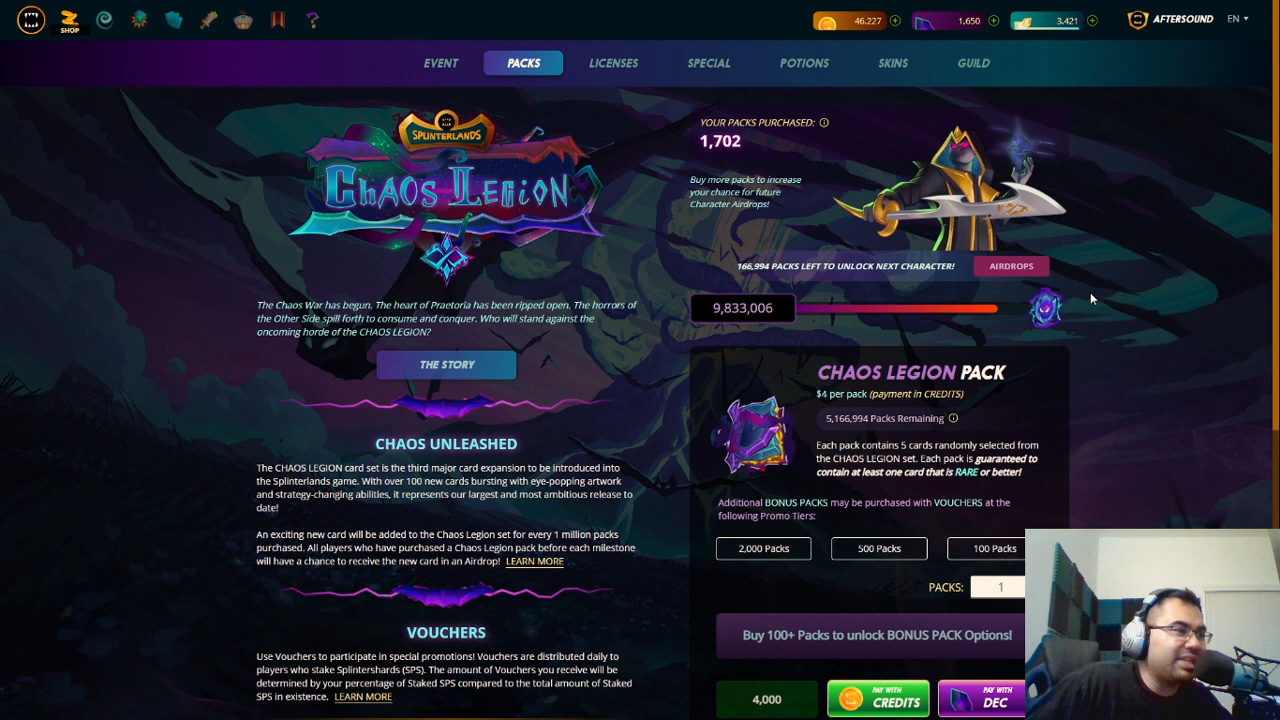 SHOP
46.227
1,650
3.421
AFTERSOUND
EN
EVENT
PACKS
LICENSES
SPECIAL
POTIONS
SKINS
GUILD
SPLINTERLANDS
CHAOS LEGION
The Chaos War has begun. The heart of Praetoria has been ripped open. The horrors of
the Other Side spill forth to consume and conquer. Who will stand against the
oncoming horde of the CHAOS LEGION?
THE STORY
CHAOS UNLEASHED
The CHAOS LEGION card set is the third major card expansion to be introduced into
the Splinterlands game. With over 100 new cards bursting with eye-popping artwork
and strategy-changing abilities, it represents our largest and most ambitious release to
date!
An exciting new card will be added to the Chaos Legion set for every 1 million packs
purchased. All players who have purchased a Chaos Legion pack before each milestone
will have a chance to receive the new card in an Airdrop! LEARN MORE
VOUCHERS
Use Vouchers to participate in special promotions! Vouchers are distributed daily to
players who stake Splintershards (SPS). The amount of Vouchers you receive will be
determined by your percentage of Staked SPS compared to the total amount of Staked
SPS in existence. LEARN MORE
YOUR PACKS PURCHASED:
1,702
Buy more packs to increase
your chance for future
Character Airdrops!
166,994 PACKS LEFT TO UNLOCK NEXT CHARACTER!
AIRDROPS
9,833,006
CHAOS LEGION PACK
$4 per pack (payment in CREDITS)
5,166,994 Packs Remaining
Each pack contains 5 cards randomly selected from
the CHAOS LEGION set. Each pack is guaranteed to
contain at least one card that is RARE or better!
Additional BONUS PACKS may be purchased with VOUCHERS at the
following Promo Tiers:
2,000 Packs
500 Packs
100 Packs
PACKS:
1
Buy 100+ Packs to unlock BONUS PACK Options!
4,000
PAY WITH
CREDITS
PAY WITH
DEC